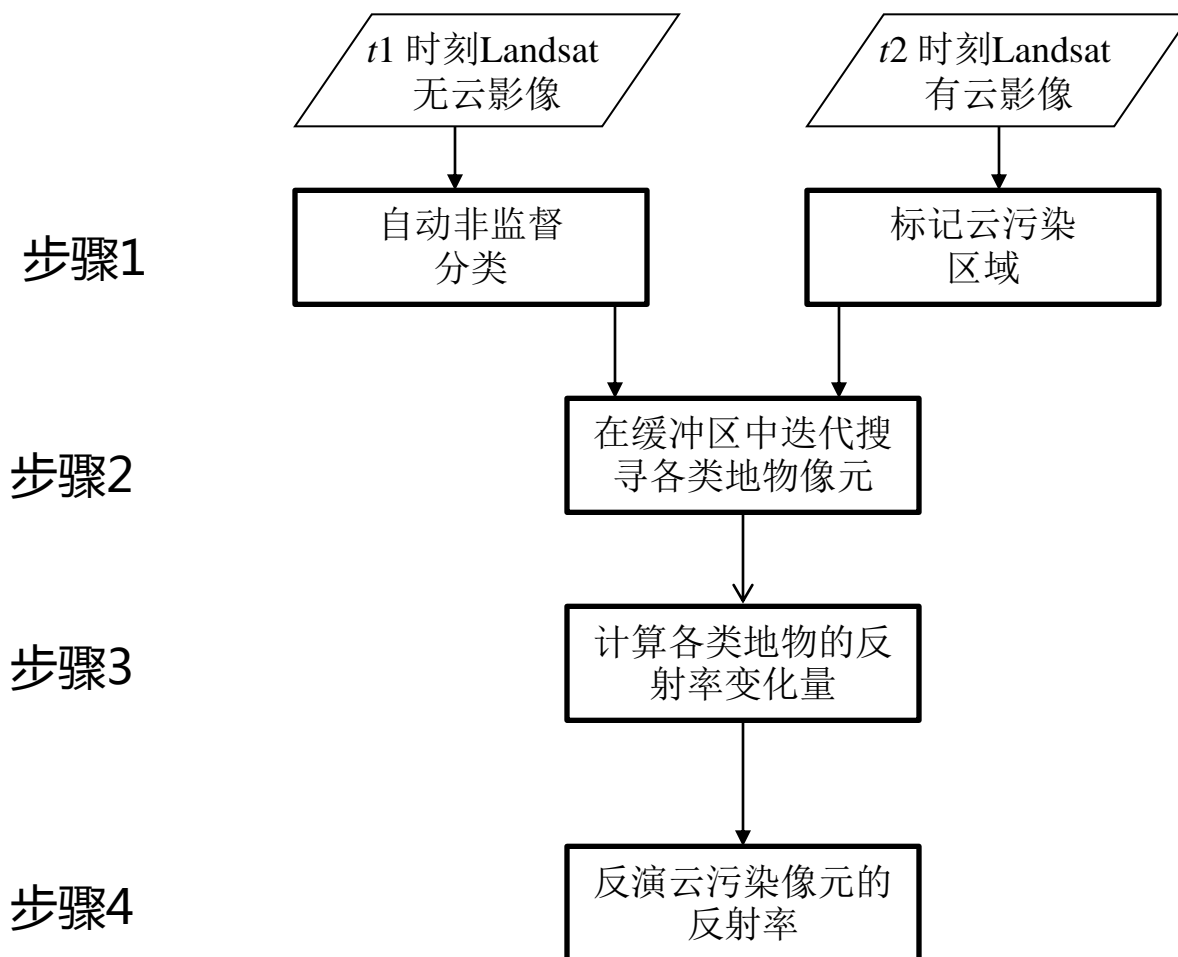 t1 时刻Landsat
无云影像
t2 时刻Landsat
有云影像
步骤1
自动非监督
分类
标记云污染
区域
步骤2
在缓冲区中迭代搜
寻各类地物像元
步骤3
计算各类地物的反
射率变化量
步骤4
反演云污染像元的
反射率